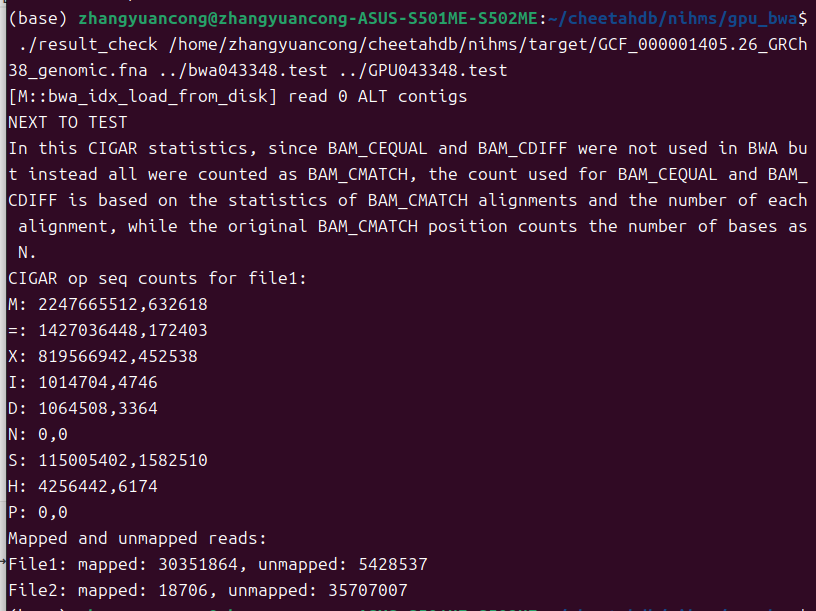 (base) zhangyuancong@zhangyuancong-ASUS-S501ME-S502ME:~/cheetahdb/nihms/gpu_bwa$
 ./result_check /home/zhangyuancong/cheetahdb/nihms/target/GCF_000001405.26_GRCh
38_genomic.fna ../bwa043348.test ../GPU043348.test
[M::bwa_idx_load_from_disk] read 0 ALT contigs
NEXT TO TEST
In this CIGAR statistics, since BAM_CEQUAL and BAM_CDIFF were not used in BWA bu
t instead all were counted as BAM_CMATCH, the count used for BAM_CEQUAL and BAM_
CDIFF is based on the statistics of BAM_CMATCH alignments and the number of each
 alignment, while the original BAM_CMATCH position counts the number of bases as
 N.
CIGAR op seq counts for file1:
M: 2247665512,632618
=: 1427036448,172403
X: 819566942,452538
I: 1014704,4746
D: 1064508,3364
N: 0,0
S: 115005402,1582510
H: 4256442,6174
P: 0,0
Mapped and unmapped reads:
File1: mapped: 30351864, unmapped: 5428537
File2: mapped: 18706, unmapped: 35707007